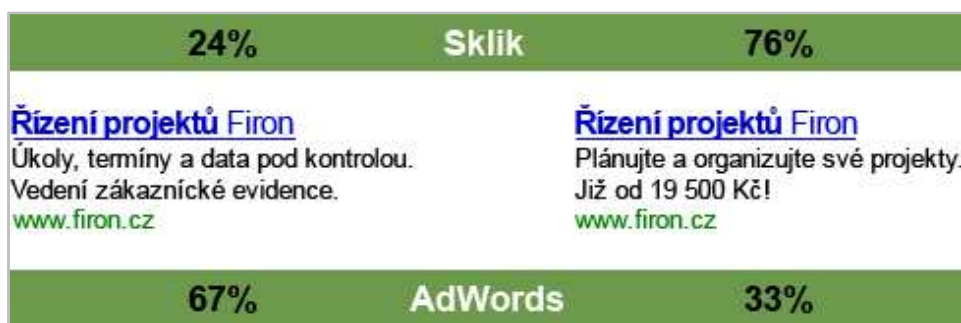 24% Sklik 76%
Řízení projektů Firon
Úkoly, termíny a data pod kontrolou.
Vedení zákaznícké evidence.
www.firon.cz
Řízení projektů Firon
Plánujte a organizujte své projekty.
Již od 19 500 Kč!
www.firon.cz
67% AdWords 33%